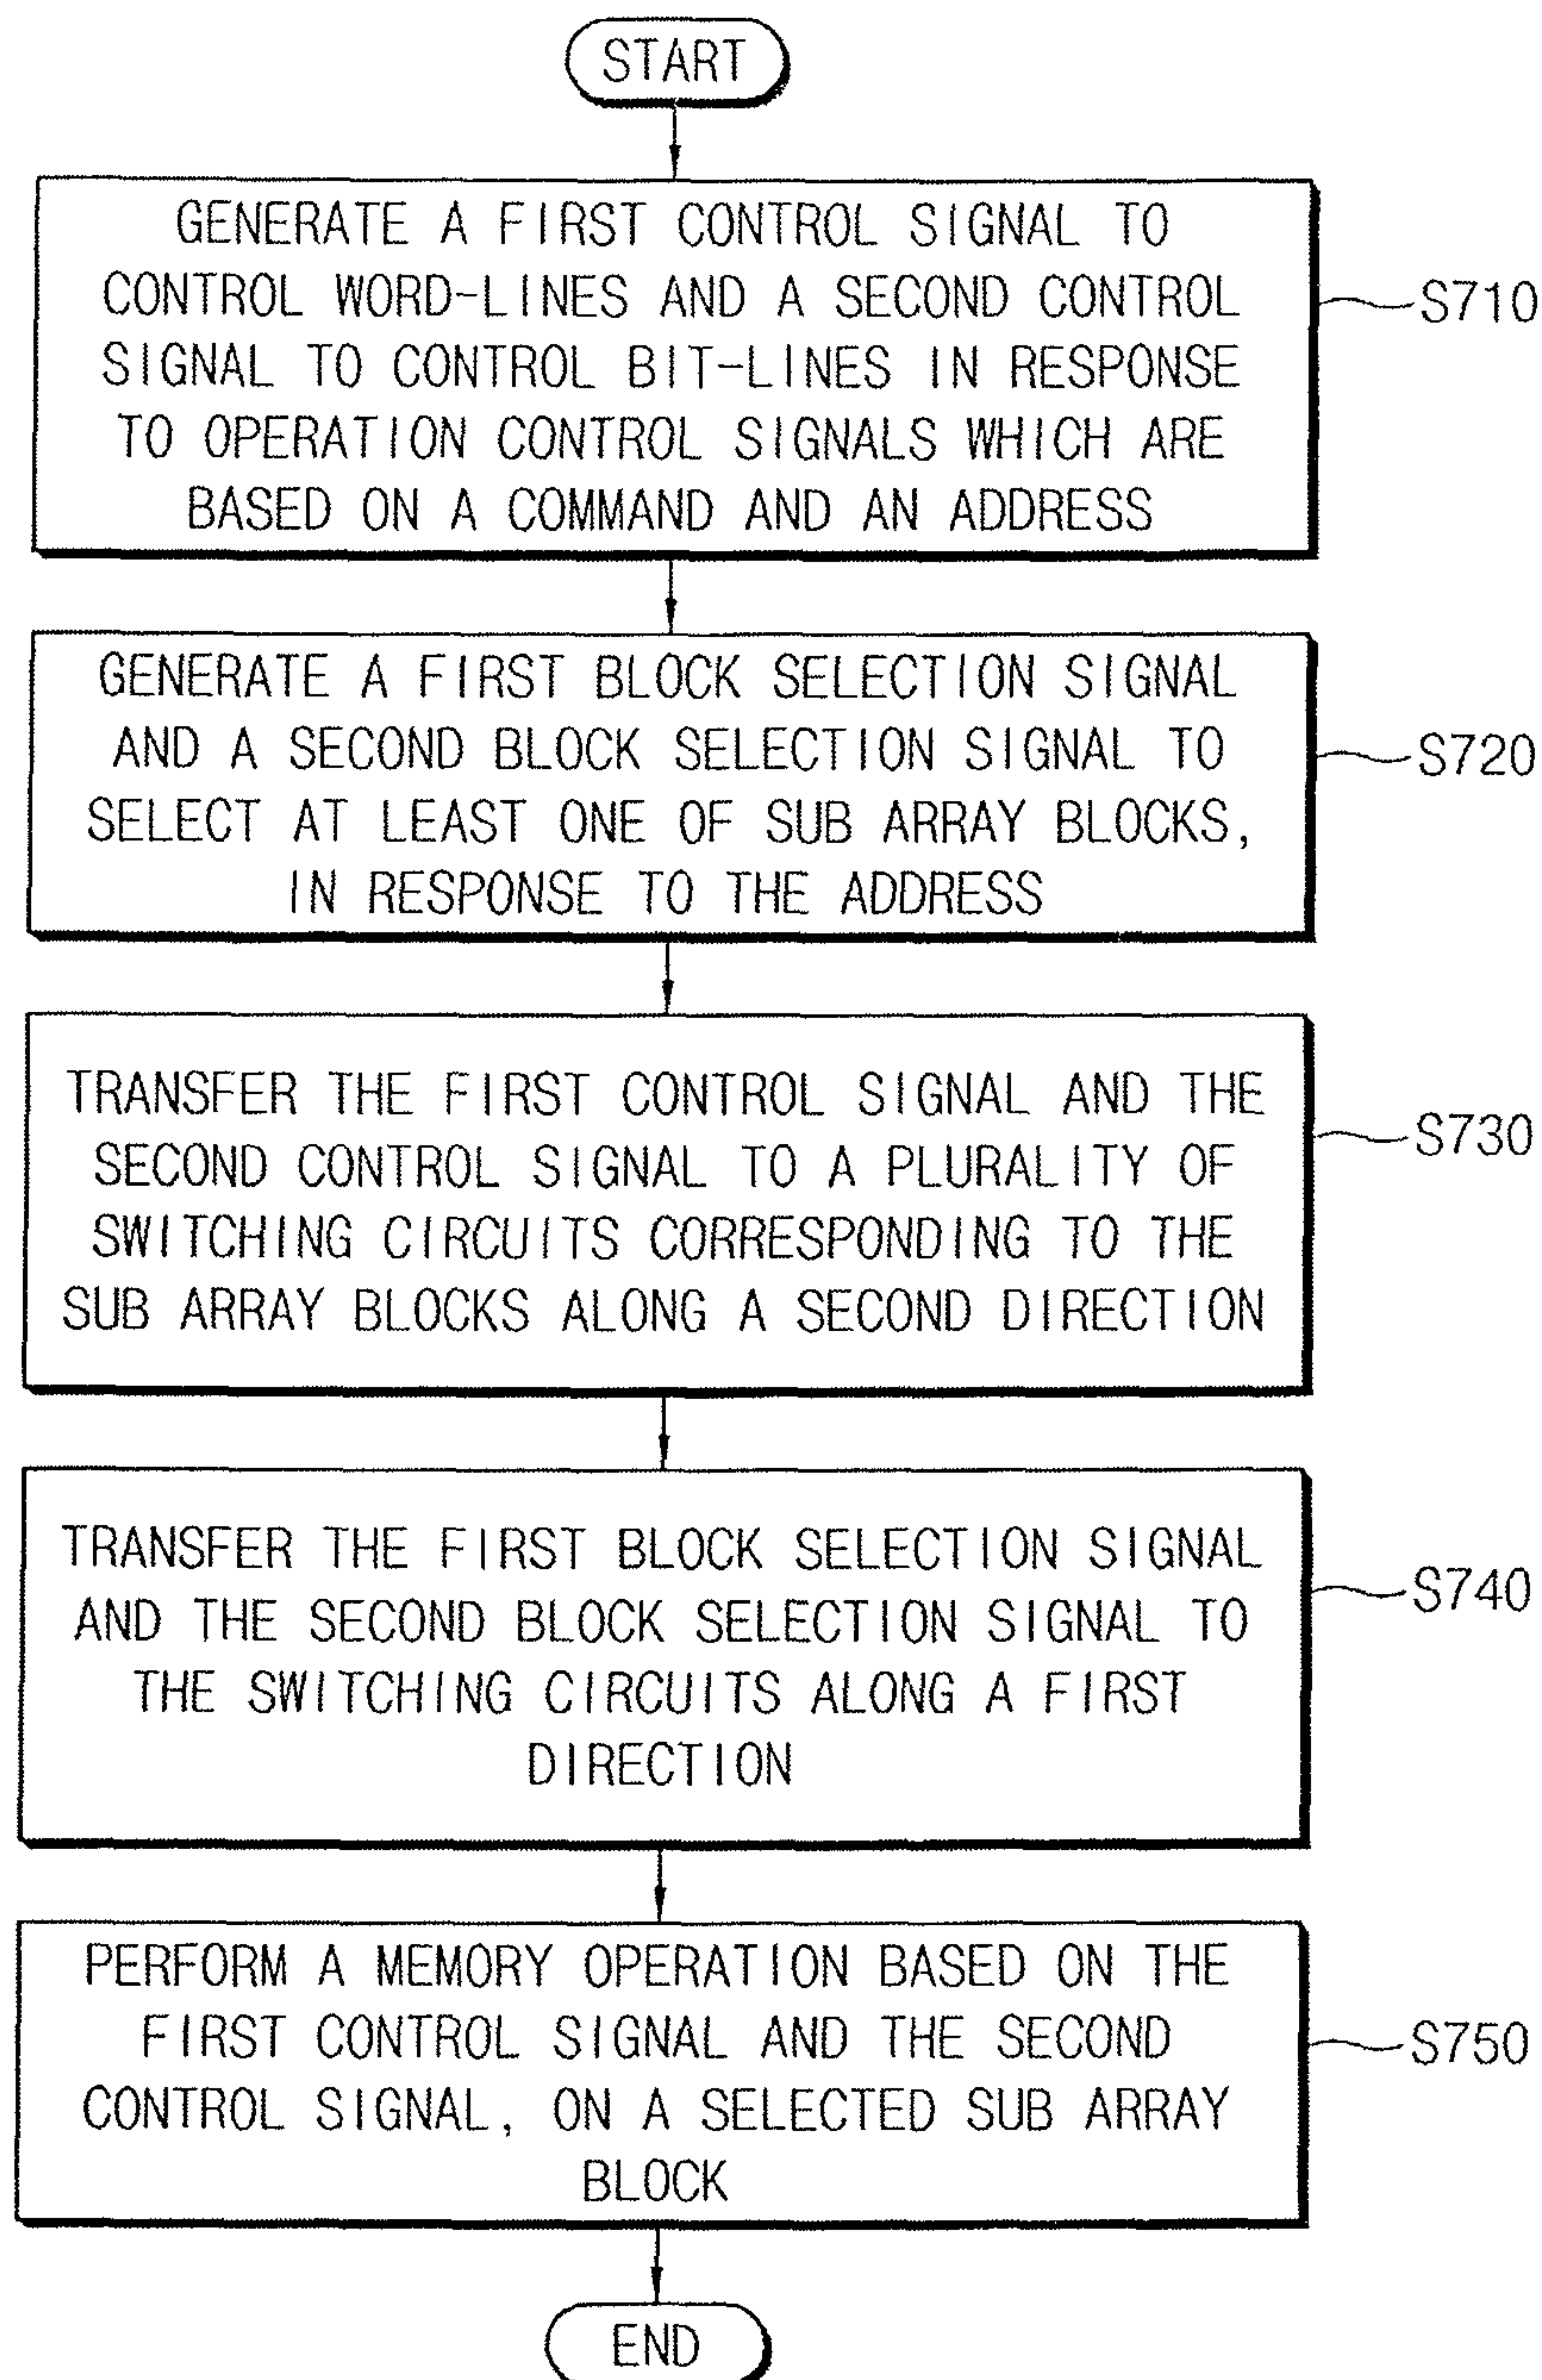 START
GENERATE A FIRST CONTROL SIGNAL TO
CONTROL WORD-LINES AND A SECOND CONTROL
SIGNAL TO CONTROL BIT-LINES IN RESPONSE
TO OPERATION CONTROL SIGNALS WHICH ARE
BASED ON A COMMAND AND AN ADDRESS
S710
GENERATE A FIRST BLOCK SELECTION SIGNAL
AND A SECOND BLOCK SELECTION SIGNAL TO
SELECT AT LEAST ONE OF SUB ARRAY BLOCKS,
IN RESPONSE TO THE ADDRESS
S720
TRANSFER THE FIRST CONTROL SIGNAL AND THE
SECOND CONTROL SIGNAL TO A PLURALITY OF
SWITCHING CIRCUITS CORRESPONDING TO THE
SUB ARRAY BLOCKS ALONG A SECOND DIRECTION
S730
TRANSFER THE FIRST BLOCK SELECTION SIGNAL
AND THE SECOND BLOCK SELECTION SIGNAL TO
THE SWITCHING CIRCUITS ALONG A FIRST
DIRECTION
S740
PERFORM A MEMORY OPERATION BASED ON THE
FIRST CONTROL SIGNAL AND THE SECOND
CONTROL SIGNAL, ON A SELECTED SUB ARRAY
BLOCK
S750
END